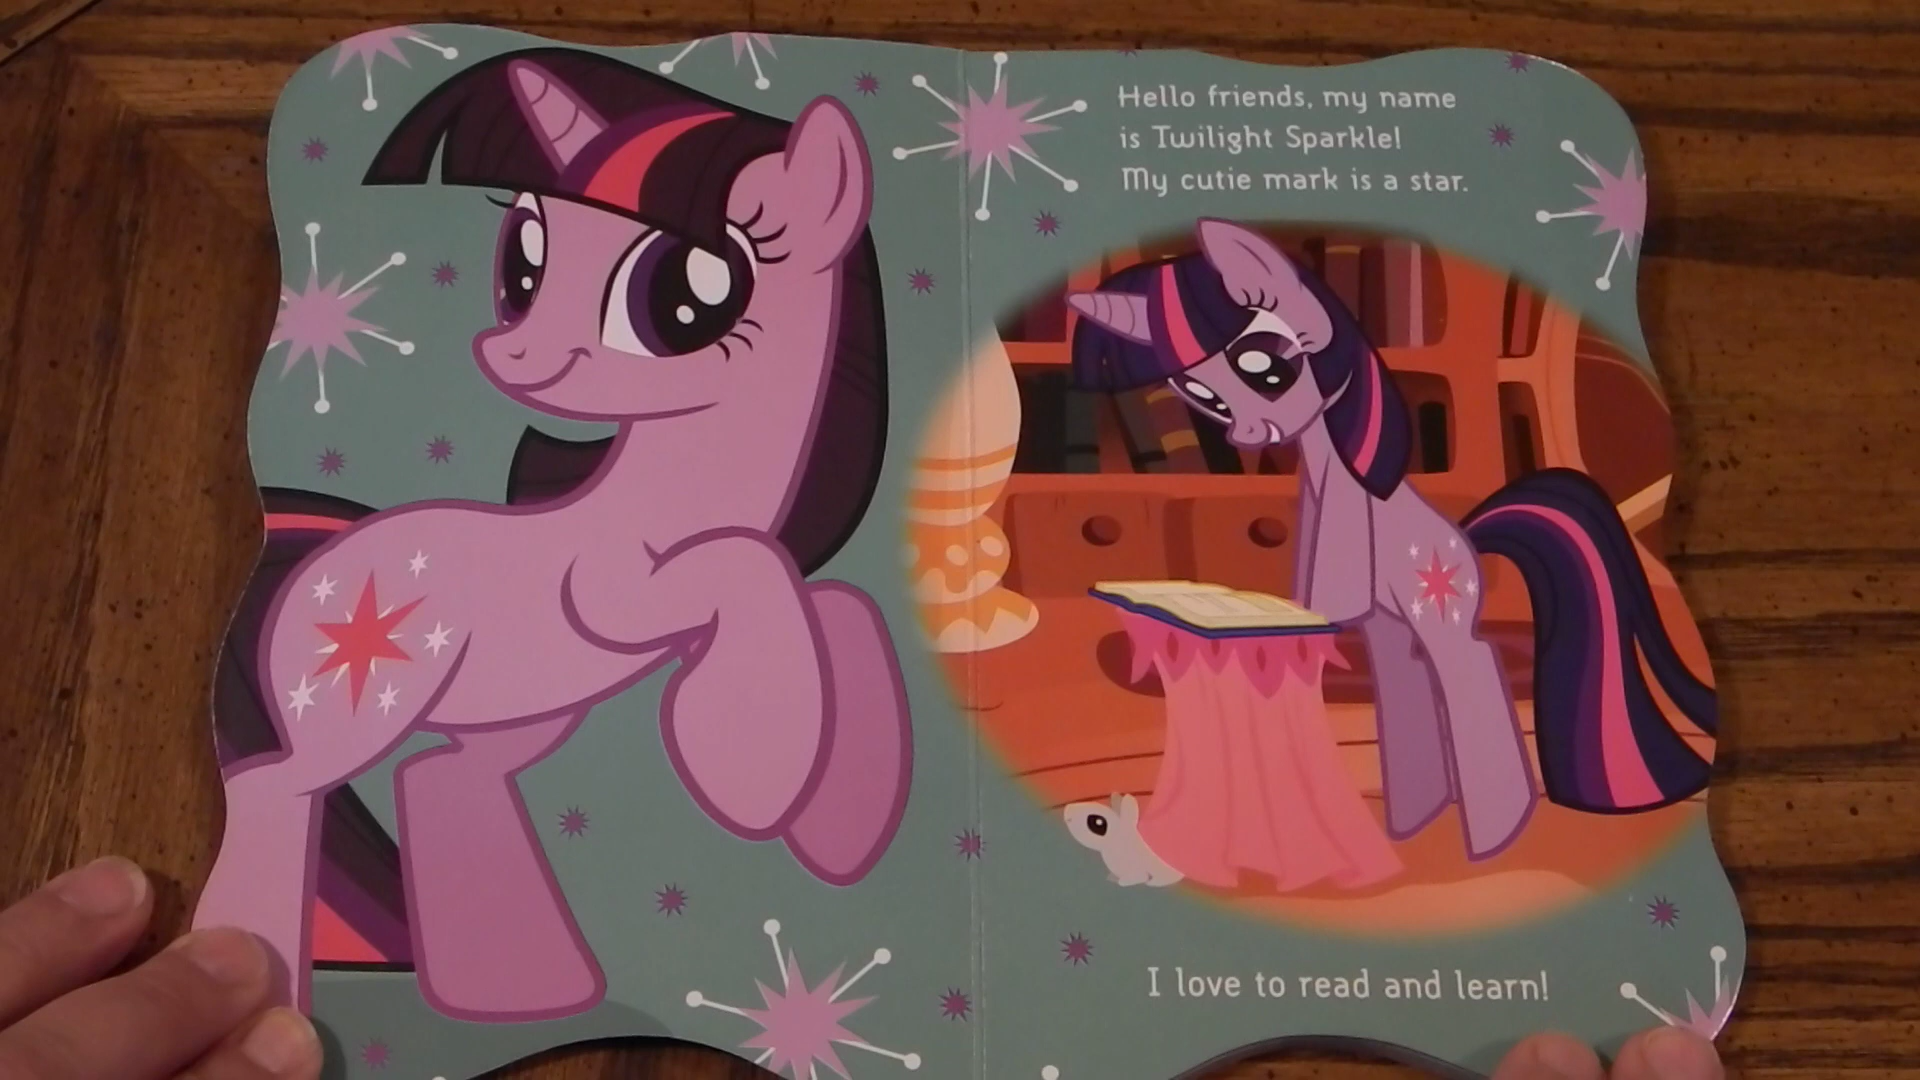 Hello friends, my name
is Twilight Sparkle!
My cutie mark is a star.
I love to read and learn!